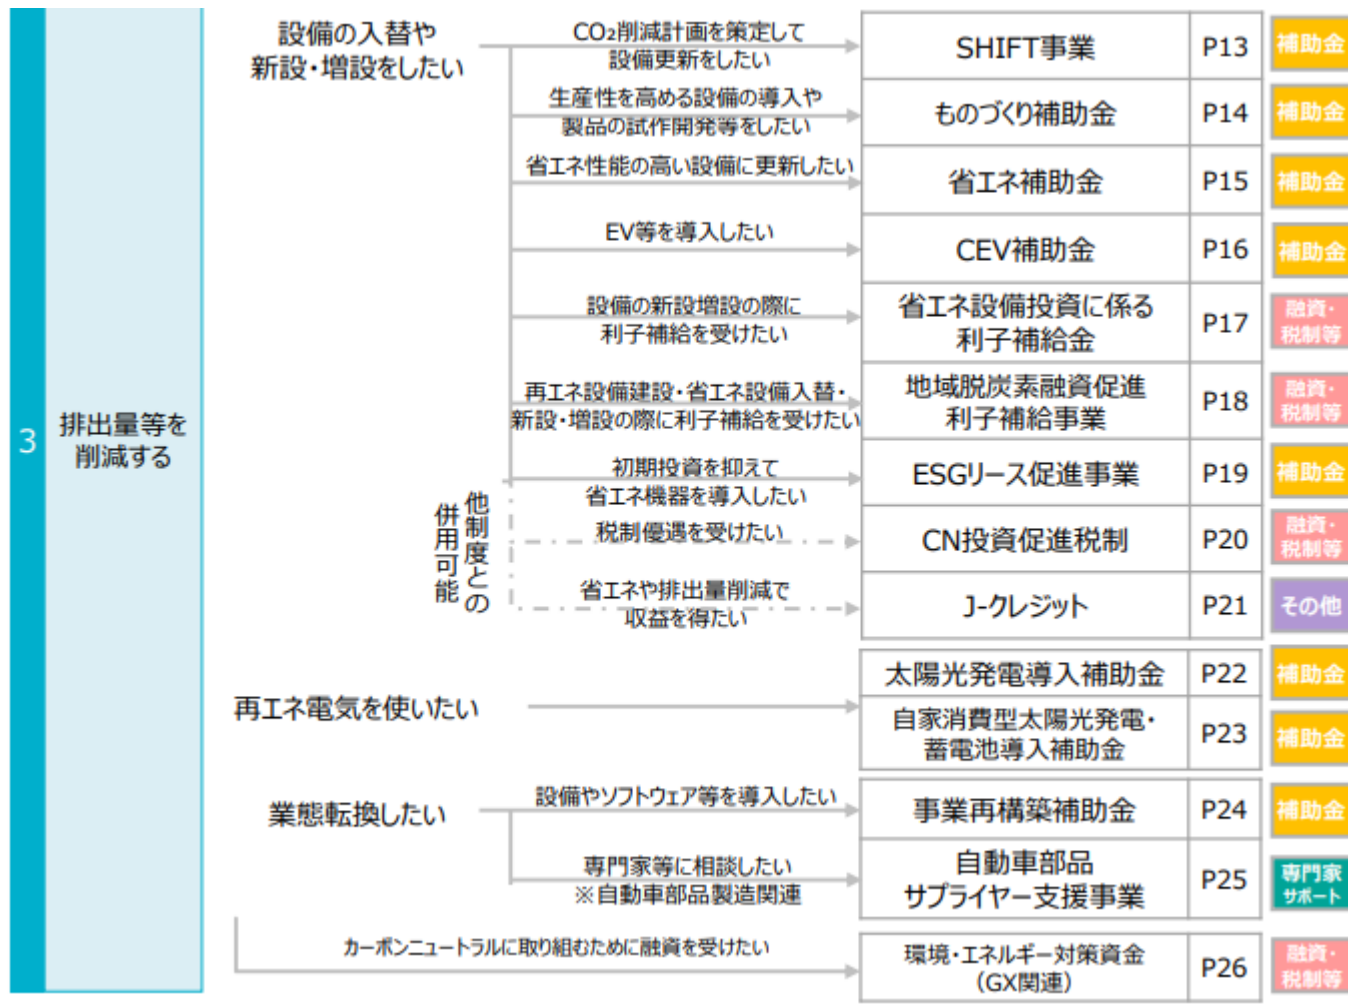 3
排出量等を
削減する
設備の入替や
新設・増設をしたい
CO₂削減計画を策定して
設備更新をしたい
SHIFT事業
P13
補助金
生産性を高める設備の導入や
製品の試作開発等をしたい
ものづくり補助金
P14
補助金
省エネ性能の高い設備に更新したい
省エネ補助金
P15
補助金
EV等を導入したい
CEV補助金
P16
補助金
設備の新設増設の際に
利子補給を受けたい
省エネ設備投資に係る
利子補給金
P17
融資・
税制等
再エネ設備建設・省エネ設備入替・
新設・増設の際に利子補給を受けたい
地域脱炭素融資促進
利子補給事業
P18
融資・
税制等
初期投資を抑えて
省エネ機器を導入したい
ESGリース促進事業
P19
補助金
他制度との
併用可能
税制優遇を受けたい
CN投資促進税制
P20
融資・
税制等
省エネや排出量削減で
収益を得たい
J-クレジット
P21
その他
再エネ電気を使いたい
太陽光発電導入補助金
P22
補助金
自家消費型太陽光発電・
蓄電池導入補助金
P23
補助金
業態転換したい
設備やソフトウェア等を導入したい
事業再構築補助金
P24
補助金
専門家等に相談したい
※自動車部品製造関連
自動車部品
サプライヤー支援事業
P25
専門家
サポート
カーボンニュートラルに取り組むために融資を受けたい
環境・エネルギー対策資金
（GX関連）
P26
融資・
税制等